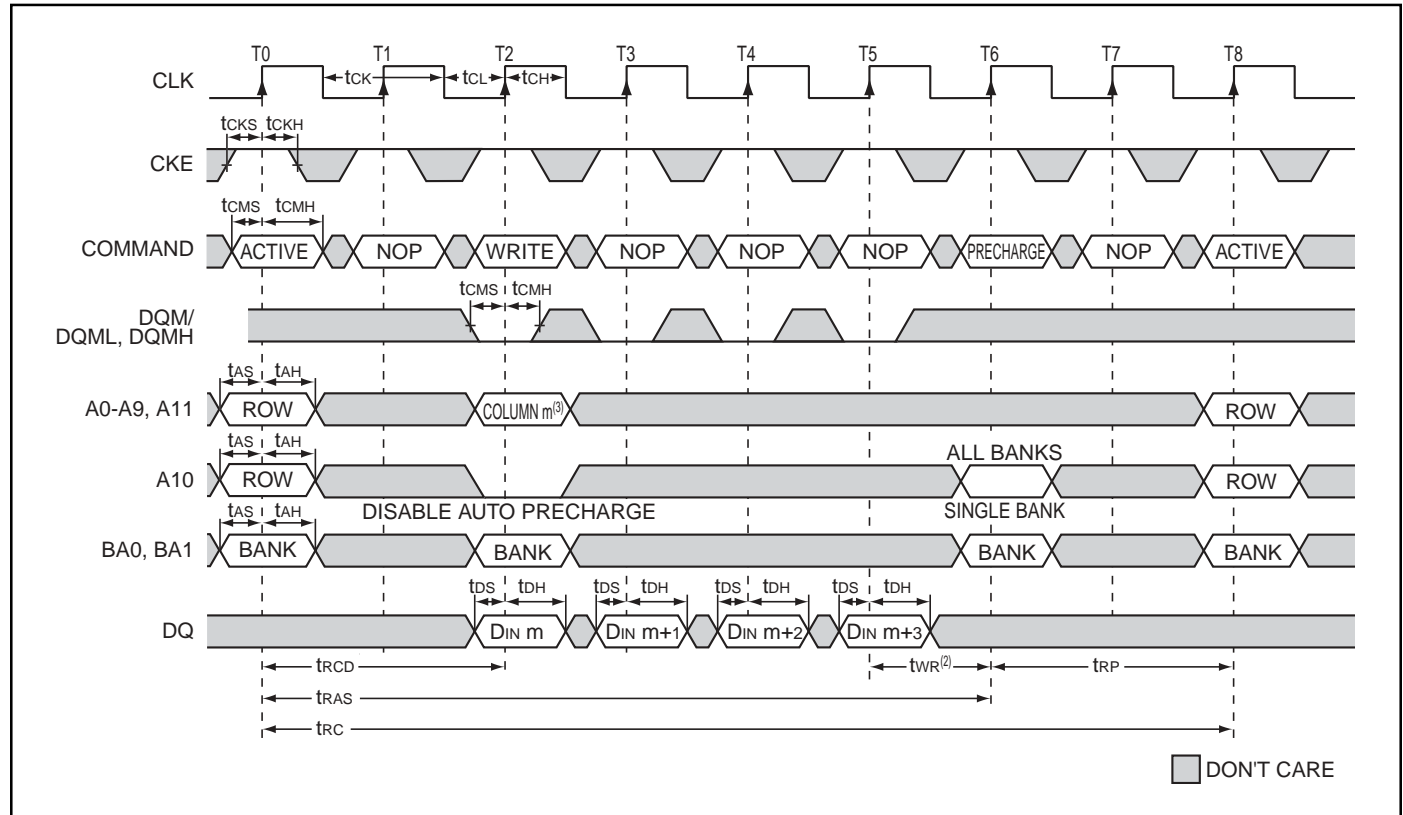 T0 T1 T2 T3 T4 T5 T6 T7 T8
CLK tCK tCL tCH
tCKS tCKH
CKE
tCMS tCMH
COMMAND ACTIVE NOP WRITE NOP NOP NOP PRECHARGE NOP ACTIVE
tCMS tCMH
DQM/
DQML, DQMH
tAS tAH
A0-A9, A11 ROW COLUMN m(3) ROW
tAS tAH ALL BANKS
A10 ROW ROW
tAS tAH DISABLE AUTO PRECHARGE SINGLE BANK
BA0, BA1 BANK BANK BANK BANK
tDS tDH tDS tDH tDS tDH tDS tDH
DQ DIN m DIN m+1 DIN m+2 DIN m+3
tRCD tWR(2) tRP
tRAS
tRC
DON'T CARE